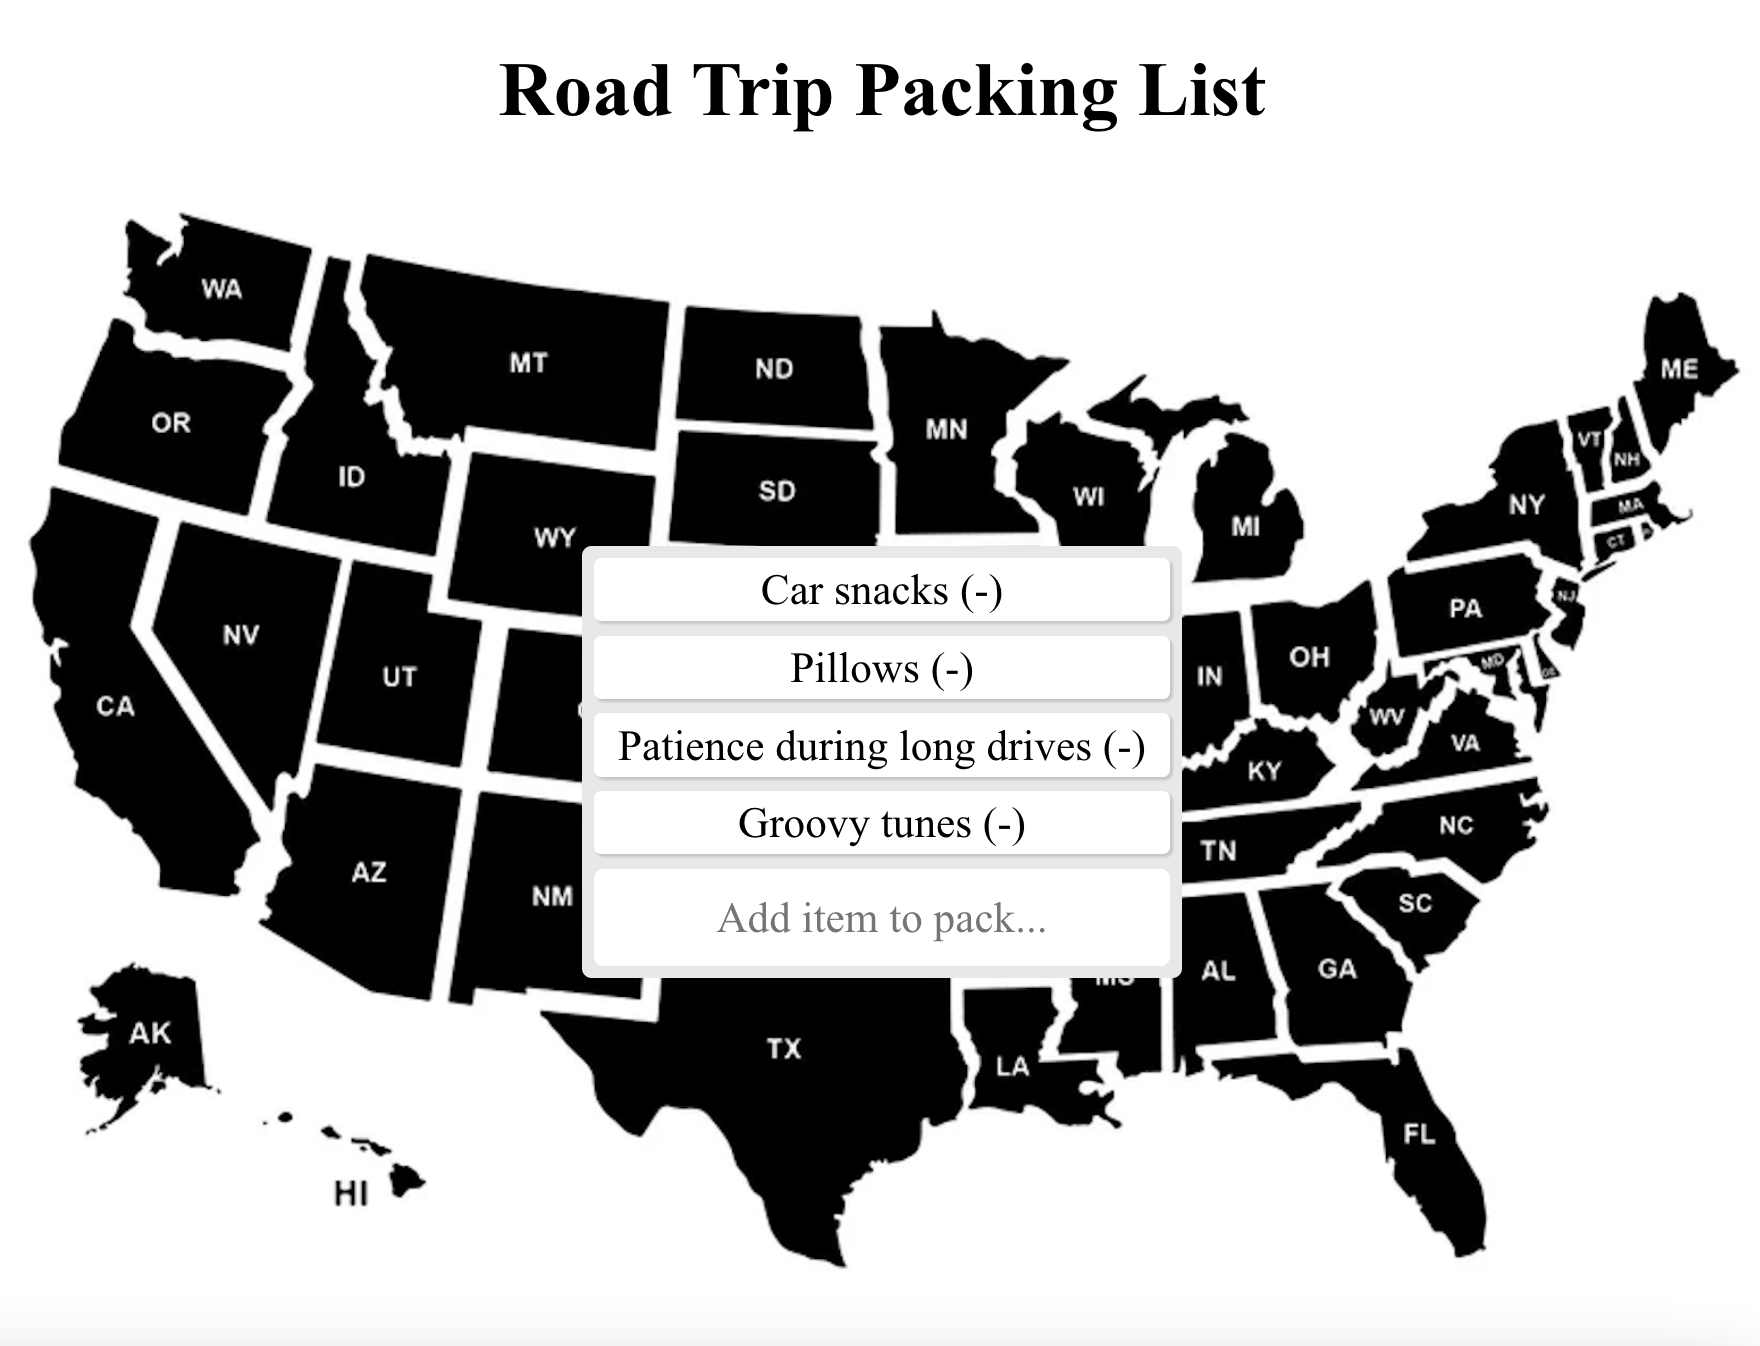 Road Trip Packing List
WA
MT
ND
ME
OR
MN
VT
NH
ID
SD
WI
NY
MA
MI
WY
CT
Car snacks (-)
NJ
PA
NV
Pillows (-)
OH
MD
UT
IN
DE
CA
WV
Patience during long drives (-)
VA
KY
Groovy tunes (-)
NC
TN
AZ
NM
SC
Add item to pack...
AL
GA
MS
AK
TX
LA
FL
HI